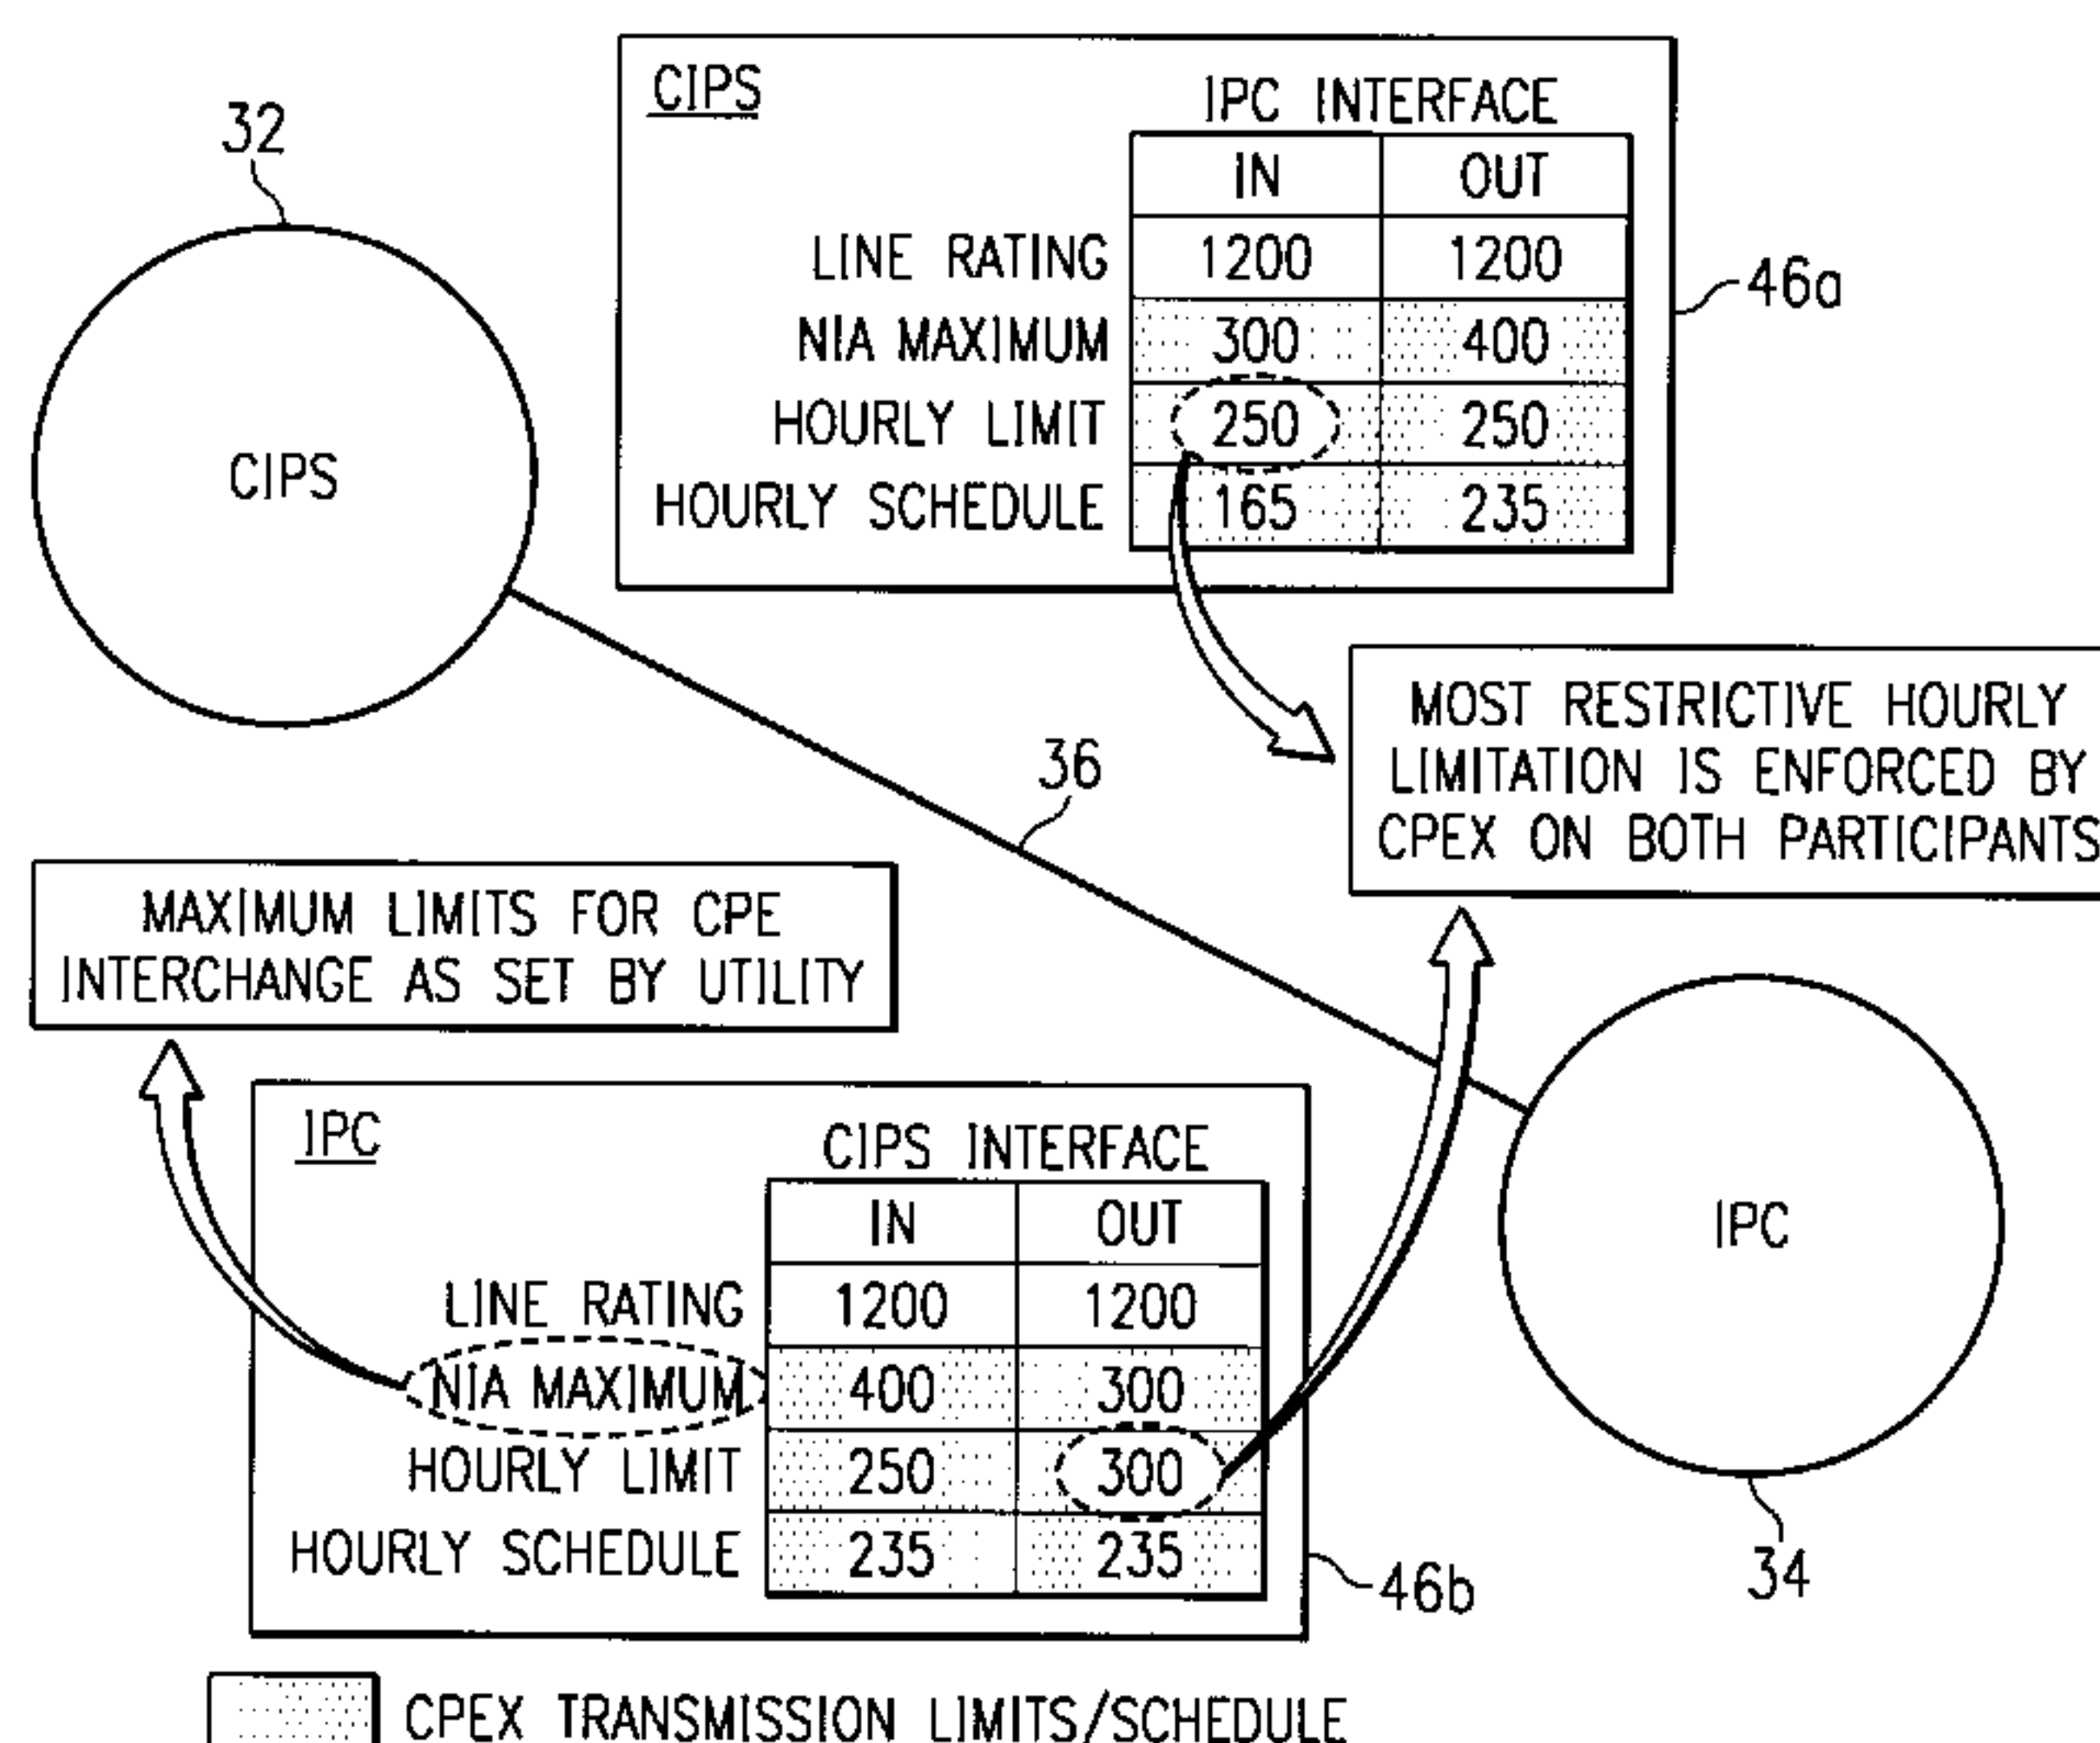 CIPS
IPC INTERFACE
32
IN OUT
LINE RATING 1200 1200
46a
NIA MAXIMUM 300 400
HOURLY LIMIT 250 250
CIPS
HOURLY SCHEDULE 165 235
MOST RESTRICTIVE HOURLY
LIMITATION IS ENFORCED BY
CPEX ON BOTH PARTICIPANTS
36
MAXIMUM LIMITS FOR CPE
INTERCHANGE AS SET BY UTILITY
IPC
CIPS INTERFACE
IN OUT
IPC
LINE RATING 1200 1200
NIA MAXIMUM 400 300
HOURLY LIMIT 250 300
HOURLY SCHEDULE 235 235
46b
34
CPEX TRANSMISSION LIMITS/SCHEDULE